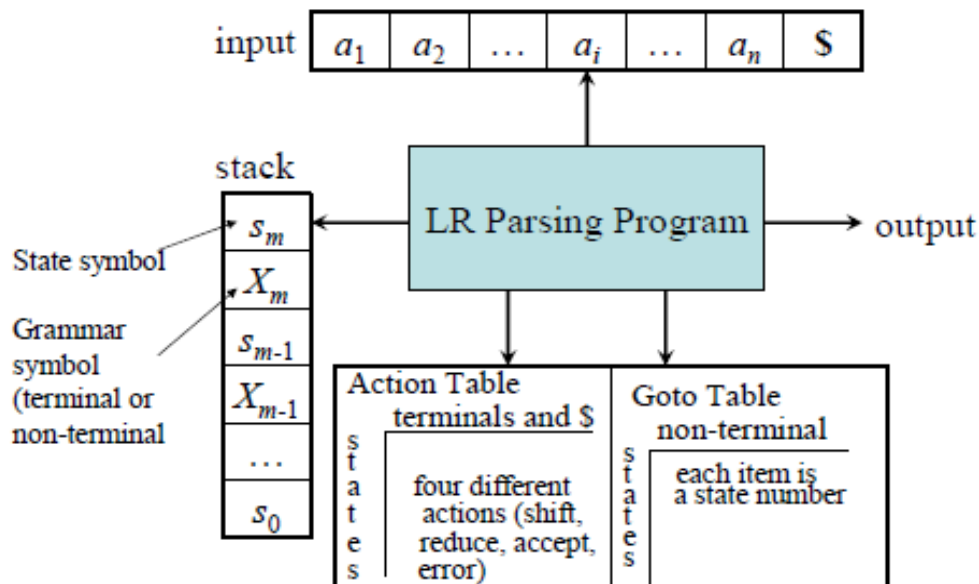 input a₁ a₂ … aᵢ … aₙ $
stack
LR Parsing Program
output
sₘ
Xₘ
sₘ₋₁
Xₘ₋₁
…
s₀
State symbol
Grammar
symbol
(terminal or
non-terminal
Action Table
terminals and $
states
four different
actions (shift,
reduce, accept,
error)
Goto Table
non-terminal
states
each item is
a state number